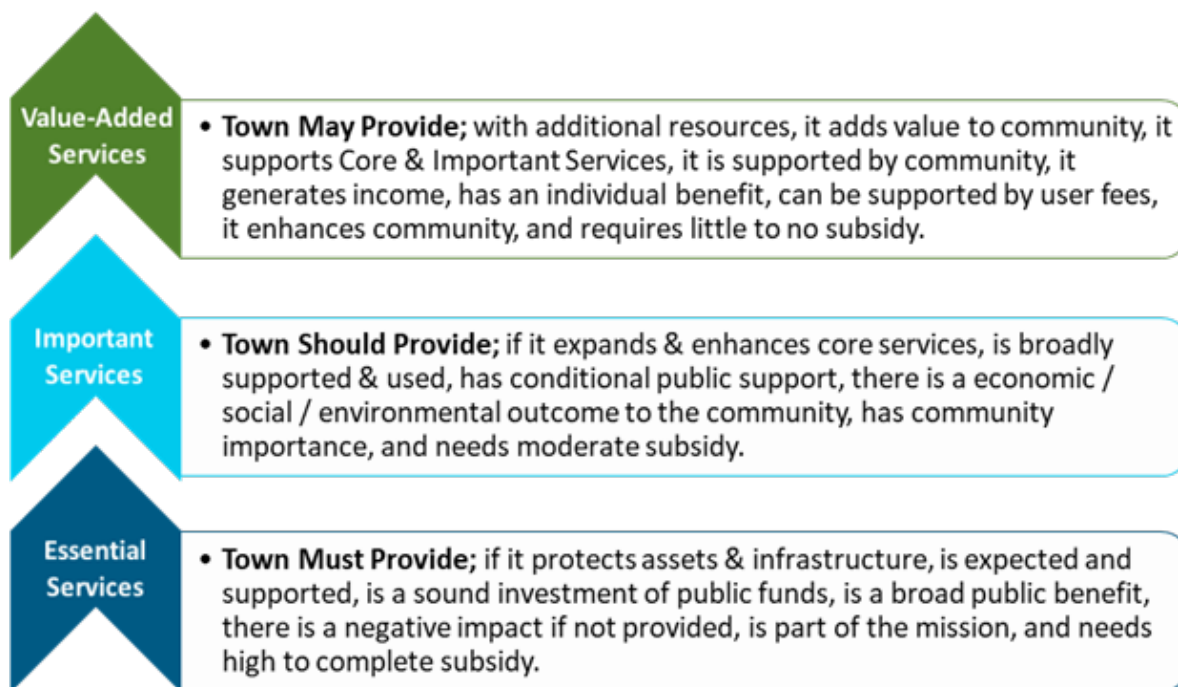 Value-Added
Services
• Town May Provide; with additional resources, it adds value to community, it
supports Core & Important Services, it is supported by community, it
generates income, has an individual benefit, can be supported by user fees,
it enhances community, and requires little to no subsidy.
Important
Services
• Town Should Provide; if it expands & enhances core services, is broadly
supported & used, has conditional public support, there is a economic /
social / environmental outcome to the community, has community
importance, and needs moderate subsidy.
Essential
Services
• Town Must Provide; if it protects assets & infrastructure, is expected and
supported, is a sound investment of public funds, is a broad public benefit,
there is a negative impact if not provided, is part of the mission, and needs
high to complete subsidy.